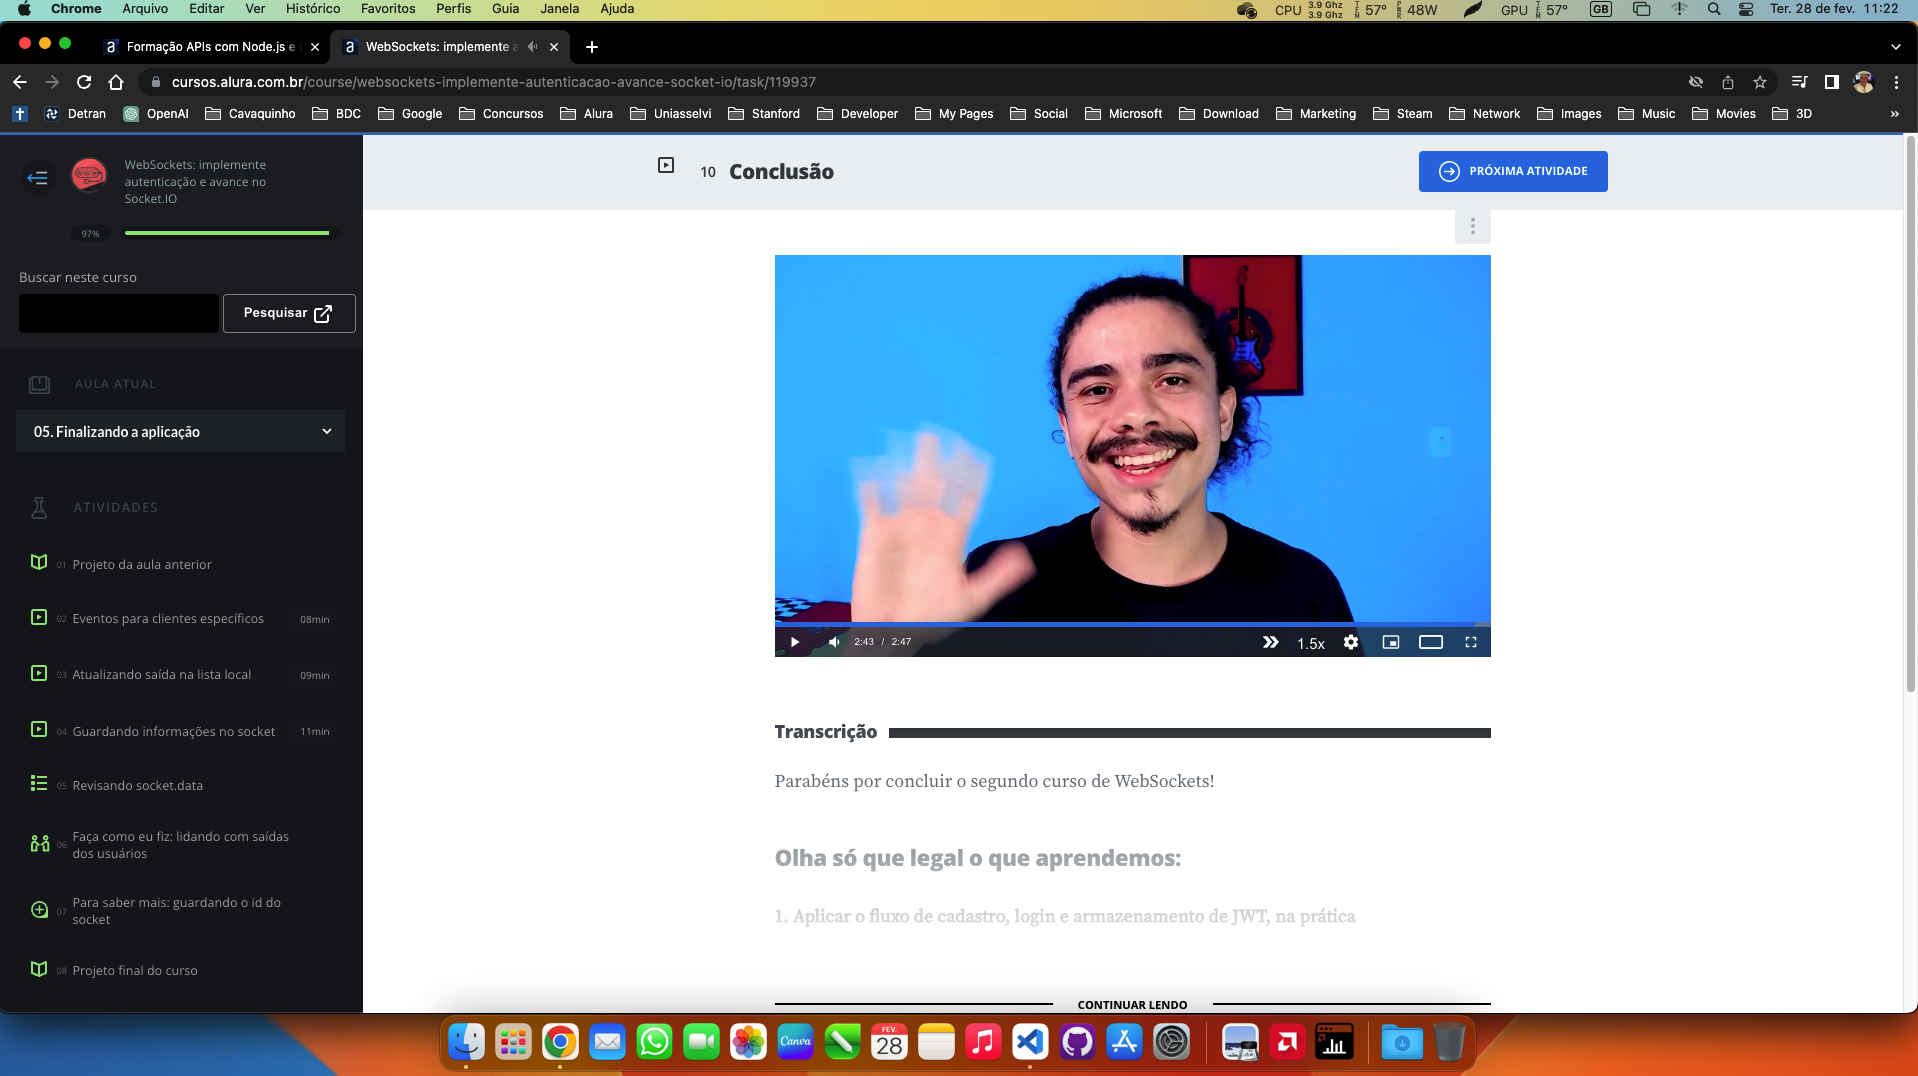 Chrome Arquivo Editar Ver Histórico Favoritos Perfis Guia Janela Ajuda
CPU 3.9 Ghz 3.9 Ghz 57° 48W GPU 57° GB Ter. 28 de fev. 11:22
Formação APIs com Node.js e
WebSockets: implemente a
cursos.alura.com.br/course/websockets-implemente-autenticacao-avance-socket-io/task/119937
Detran OpenAI Cavaquinho BDC Google Concursos Alura Uniasselvi Stanford Developer My Pages Social Microsoft Download Marketing Steam Network Images Music Movies 3D »
WebSockets: implemente
autenticação e avance no
Socket.IO
97%
Buscar neste curso
Pesquisar
AULA ATUAL
05. Finalizando a aplicação
ATIVIDADES
01 Projeto da aula anterior
02 Eventos para clientes específicos 08min
03 Atualizando saída na lista local 09min
04 Guardando informações no socket 11min
05 Revisando socket.data
06 Faça como eu fiz: lidando com saídas
dos usuários
07 Para saber mais: guardando o id do
socket
08 Projeto final do curso
10 Conclusão
PRÓXIMA ATIVIDADE
2:43 / 2:47
1.5x
Transcrição
Parabéns por concluir o segundo curso de WebSockets!
Olha só que legal o que aprendemos:
1. Aplicar o fluxo de cadastro, login e armazenamento de JWT, na prática
CONTINUAR LENDO
Canva
FEV.
28